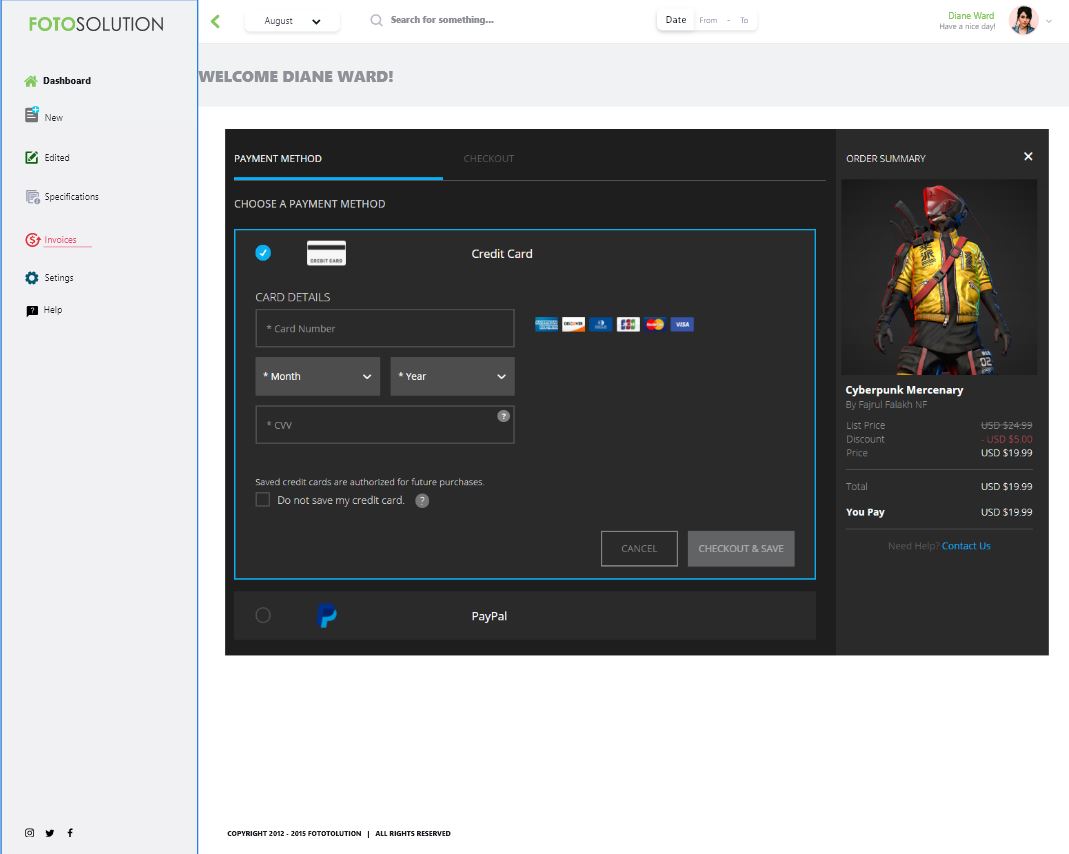 FOTOSOLUTION
August
Search for something...
Date From - To
Diane Ward
Have a nice day!
WELCOME DIANE WARD!
Dashboard
New
Edited
Specifications
Invoices
Setings
Help
PAYMENT METHOD
CHECKOUT
CHOOSE A PAYMENT METHOD
CREDIT CARD
Credit Card
CARD DETAILS
* Card Number
DISCOVER
JCB
VISA
* Month
* Year
* CVV
?
Saved credit cards are authorized for future purchases.
Do not save my credit card. ?
CANCEL
CHECKOUT & SAVE
PayPal
ORDER SUMMARY
02
Cyberpunk Mercenary
By Fajrul Falakh NF
List Price USD $24.99
Discount - USD $5.00
Price USD $19.99
Total USD $19.99
You Pay USD $19.99
Need Help? Contact Us
COPYRIGHT 2012 - 2015 FOTOTOLUTION | ALL RIGHTS RESERVED